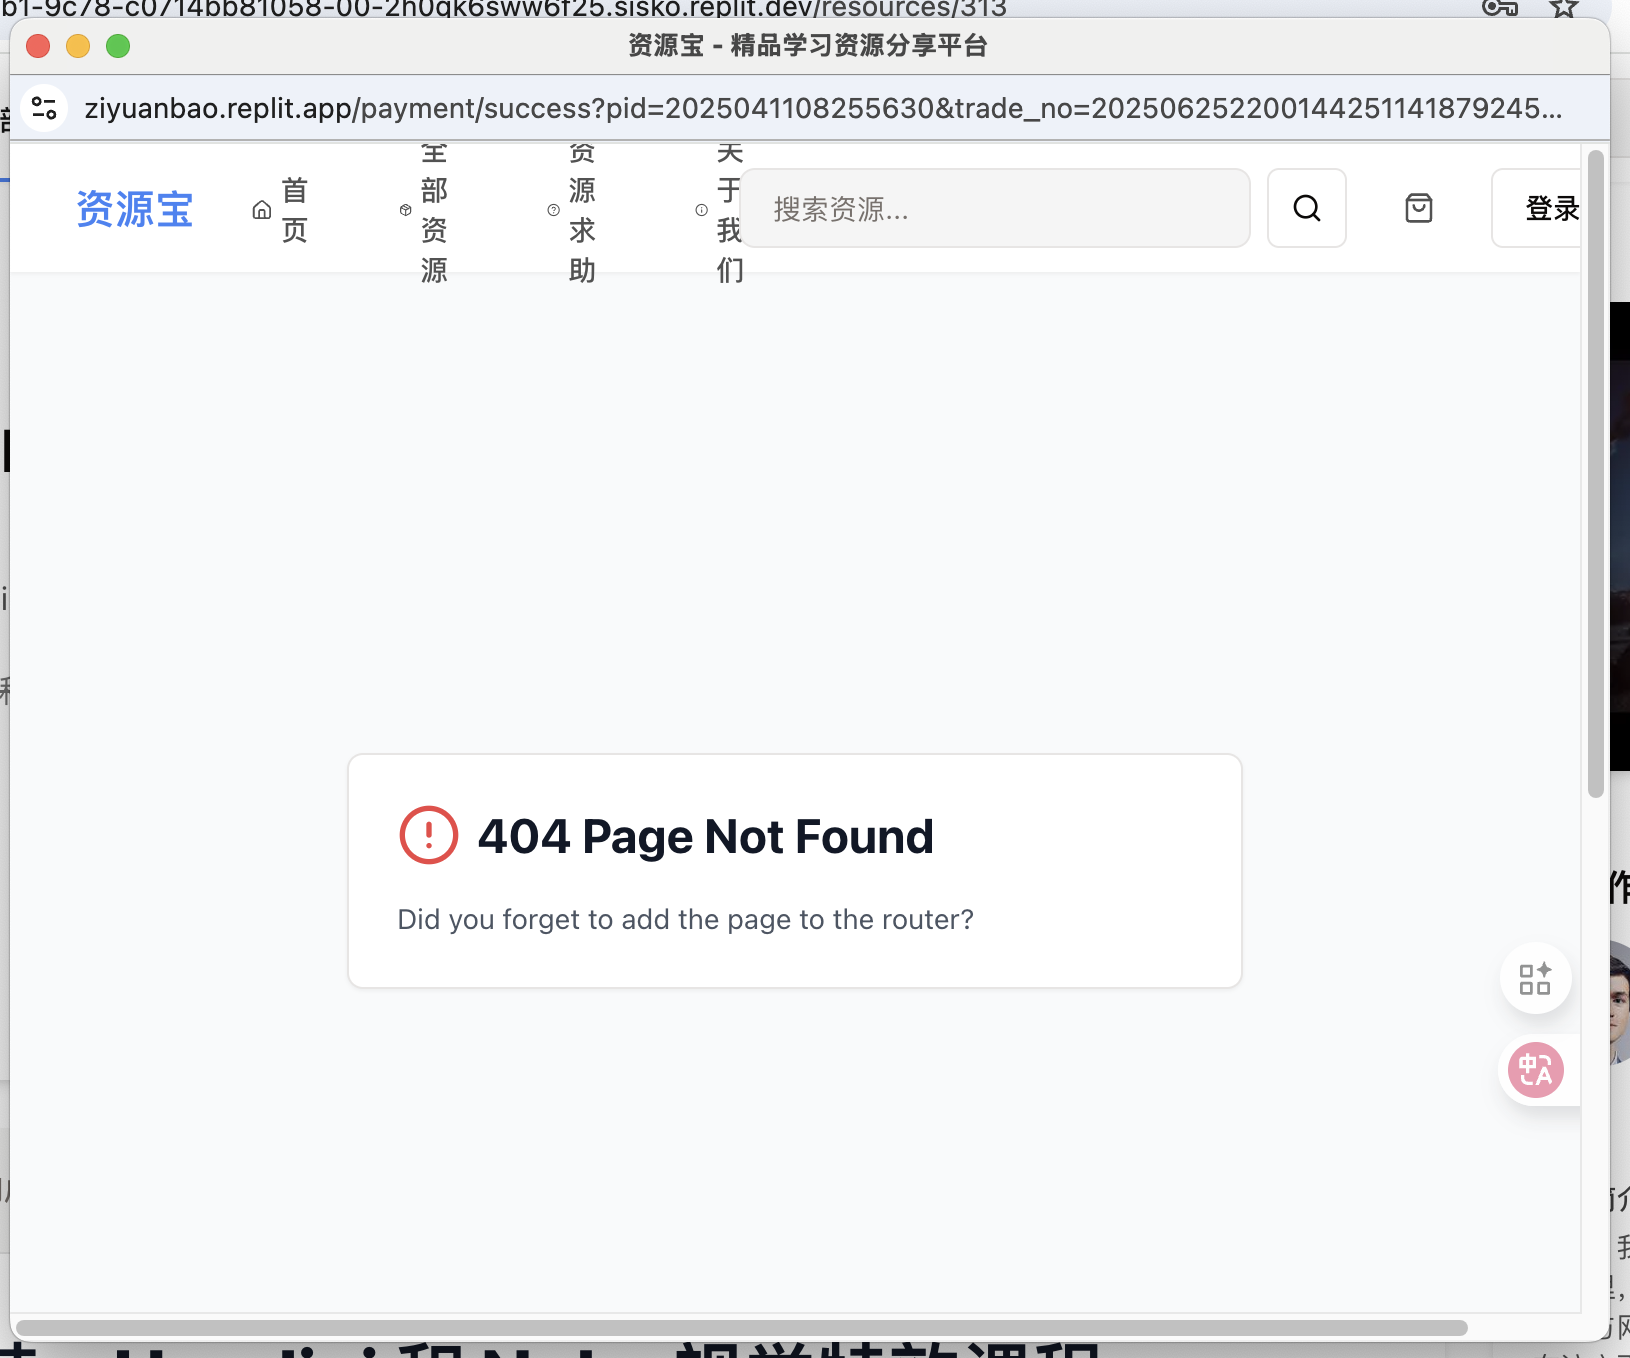 b1-9c78-c0714bb81058-00-2h0qk6sww6f25.sisko.replit.dev/resources/313
资源宝 - 精品学习资源分享平台
ziyuanbao.replit.app/payment/success?pid=2025041108255630&trade_no=202506252200144251141879245...
资源宝
首页
全部资源
资源求助
关于我们
搜索资源...
登录
404 Page Not Found
Did you forget to add the page to the router?